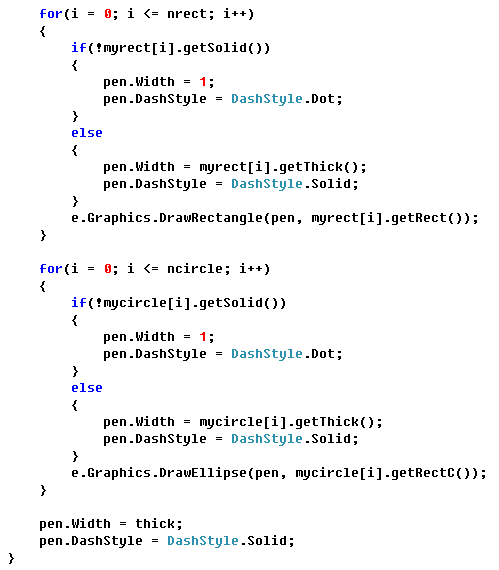 for(i = 0; i <= nrect; i++)
{
if(!myrect[i].getSolid())
{
pen.Width = 1;
pen.DashStyle = DashStyle.Dot;
}
else
{
pen.Width = myrect[i].getThick();
pen.DashStyle = DashStyle.Solid;
}
e.Graphics.DrawRectangle(pen, myrect[i].getRect());
}
for(i = 0; i <= ncircle; i++)
{
if(!mycircle[i].getSolid())
{
pen.Width = 1;
pen.DashStyle = DashStyle.Dot;
}
else
{
pen.Width = mycircle[i].getThick();
pen.DashStyle = DashStyle.Solid;
}
e.Graphics.DrawEllipse(pen, mycircle[i].getRectC());
}
pen.Width = thick;
pen.DashStyle = DashStyle.Solid;
}